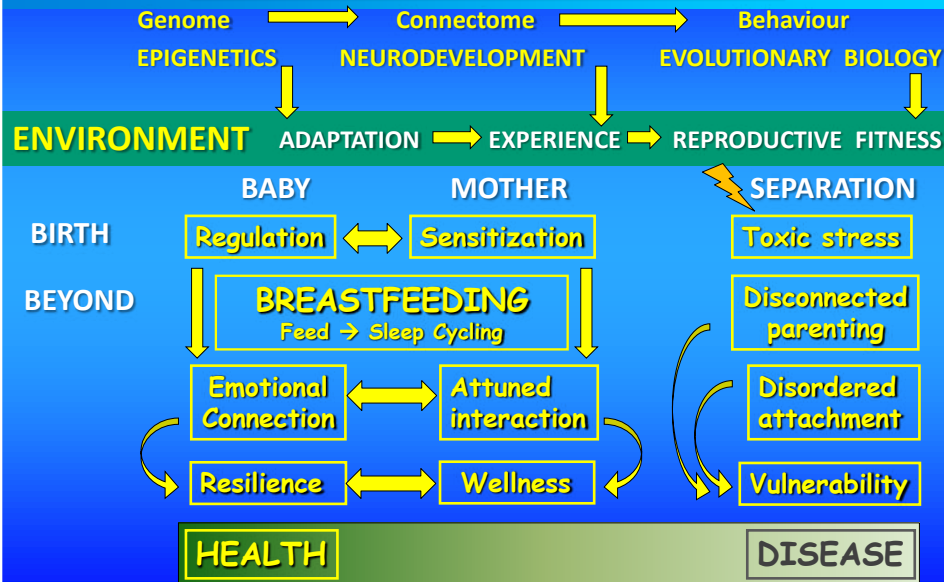 Genome Connectome Behaviour
EPIGENETICS NEURODEVELOPMENT EVOLUTIONARY BIOLOGY
ENVIRONMENT ADAPTATION EXPERIENCE REPRODUCTIVE FITNESS
BABY MOTHER SEPARATION
BIRTH Regulation Sensitization Toxic stress
BEYOND
BREASTFEEDING
Feed → Sleep Cycling
Disconnected
parenting
Emotional
Connection
Attuned
interaction
Disordered
attachment
Resilience Wellness Vulnerability
HEALTH DISEASE